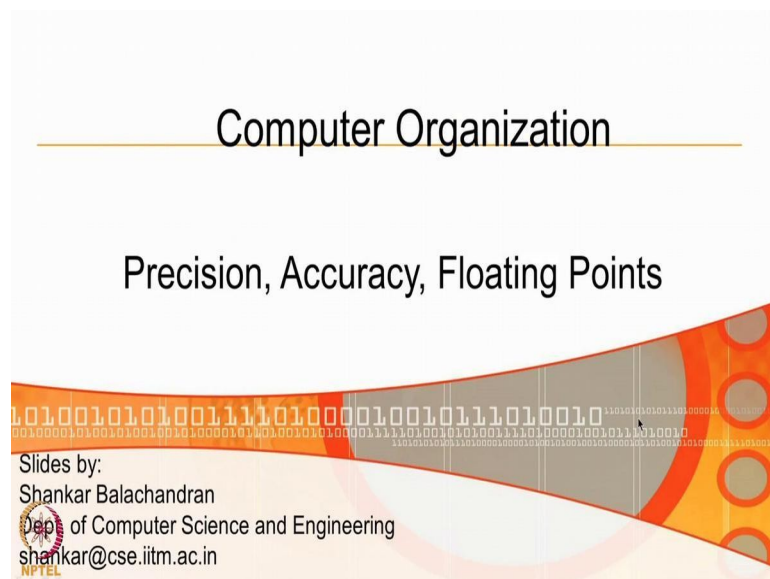 Computer Organization
Precision, Accuracy, Floating Points
Slides by:
Shankar Balachandran
Dept of Computer Science and Engineering
shankar@cse.iitm.ac.in
NPTEL